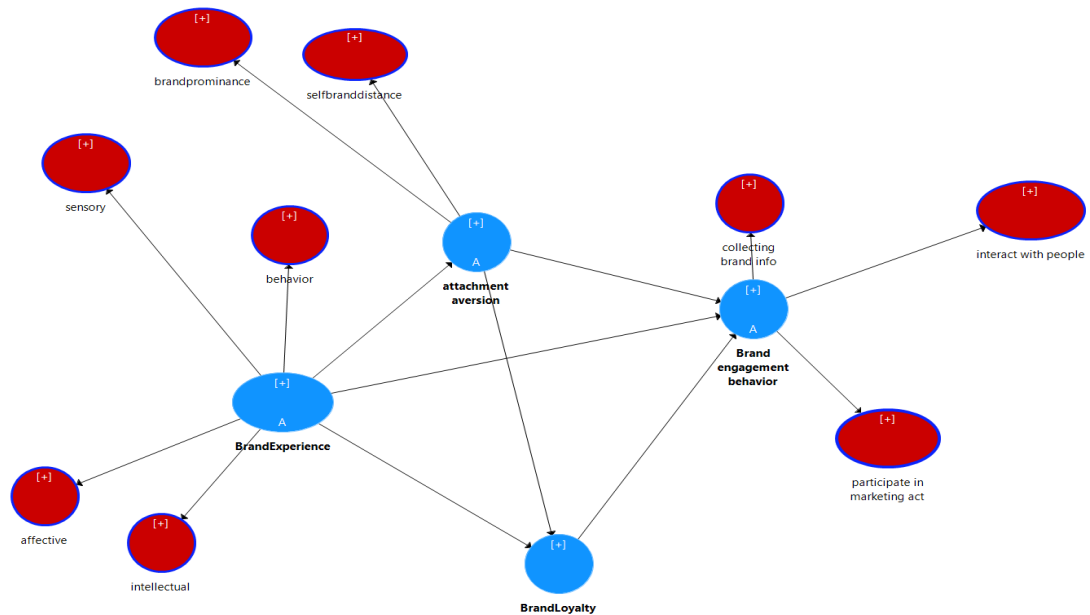 [+]
brandprominance
[+]
selfbranddistance
[+]
sensory
[+]
behavior
[+]
A
attachment
aversion
[+]
collecting
brand info
[+]
interact with people
[+]
A
Brand
engagement
behavior
[+]
A
BrandExperience
[+]
participate in
marketing act
[+]
affective
[+]
intellectual
[+]
BrandLoyalty